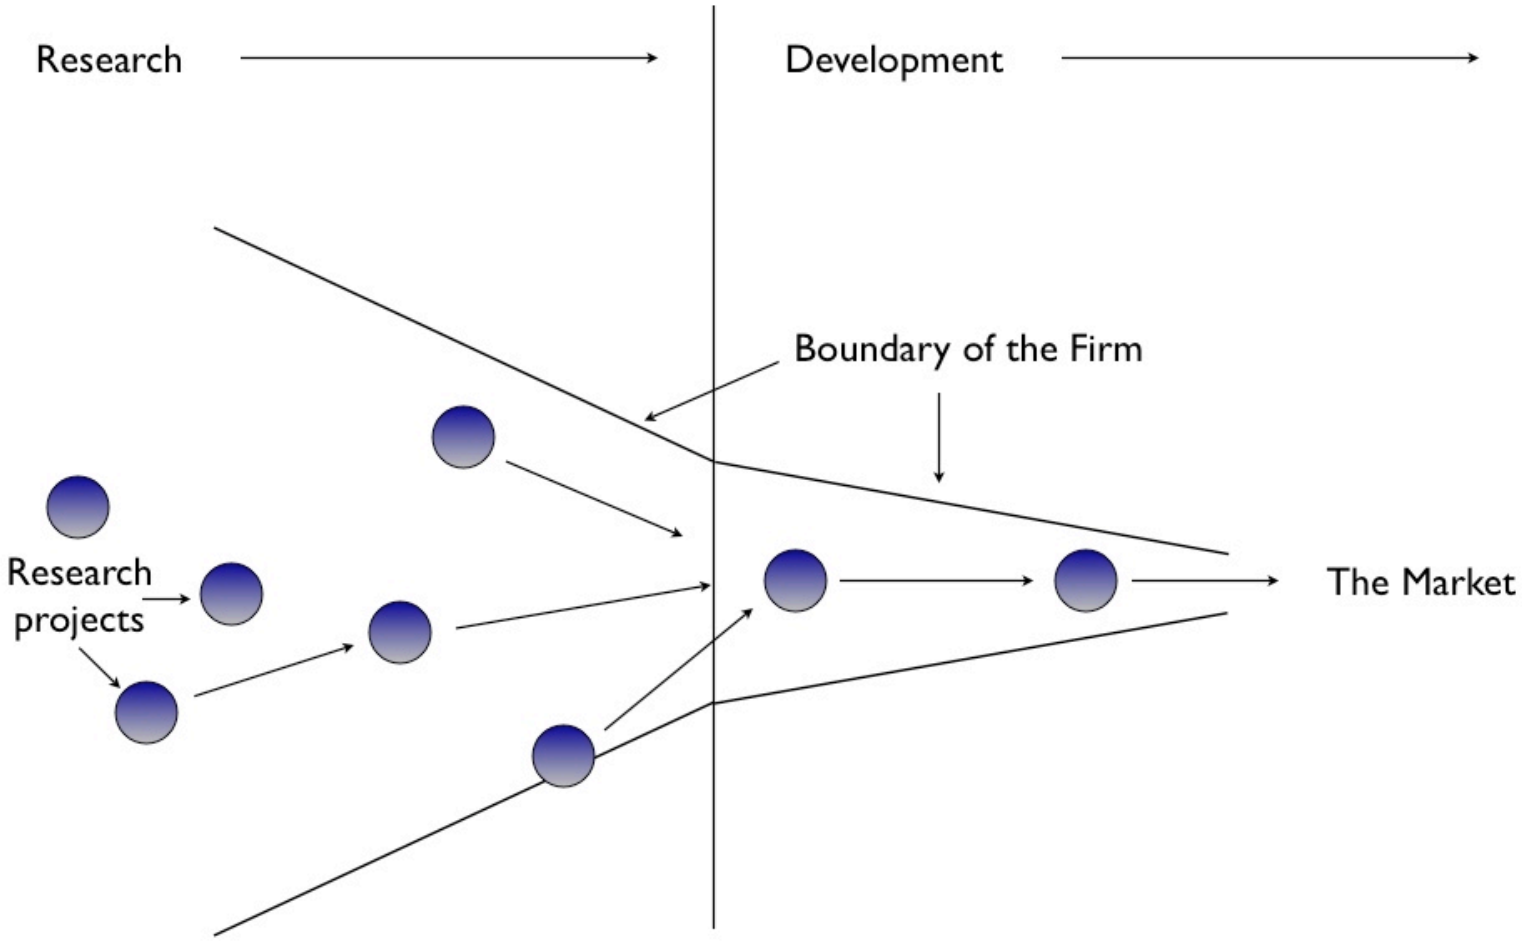 Research
Development
Boundary of the Firm
Research
projects
The Market